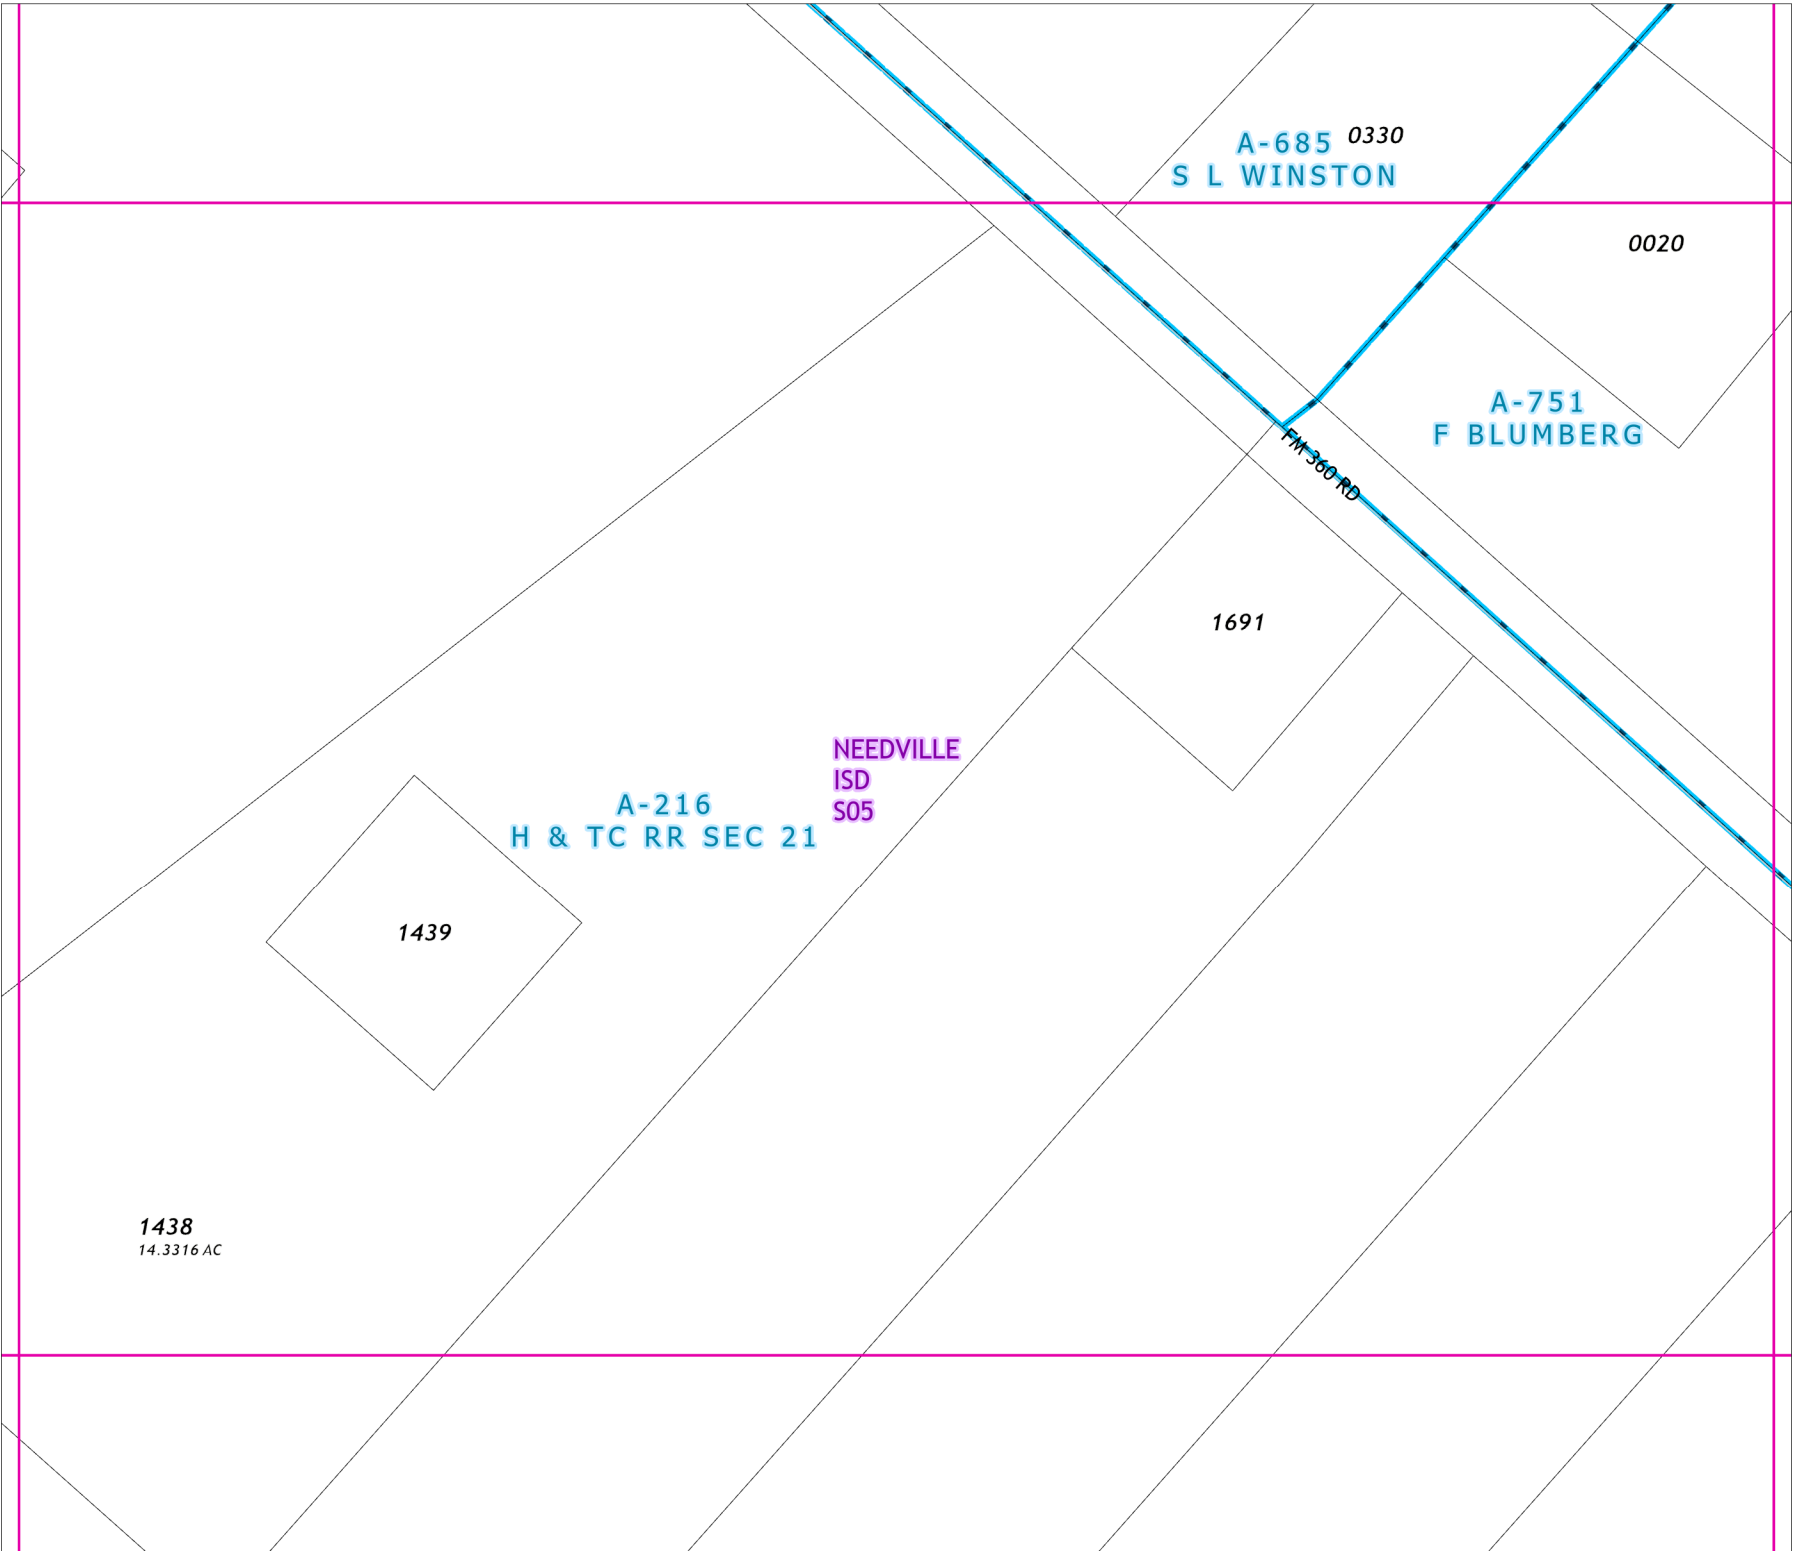 0330
A-685
S L WINSTON
0020
A-751
F BLUMBERG
FM 360 RD
1691
NEEDVILLE
ISD
S05
A-216
H & TC RR SEC 21
1439
1438
14.3316 AC